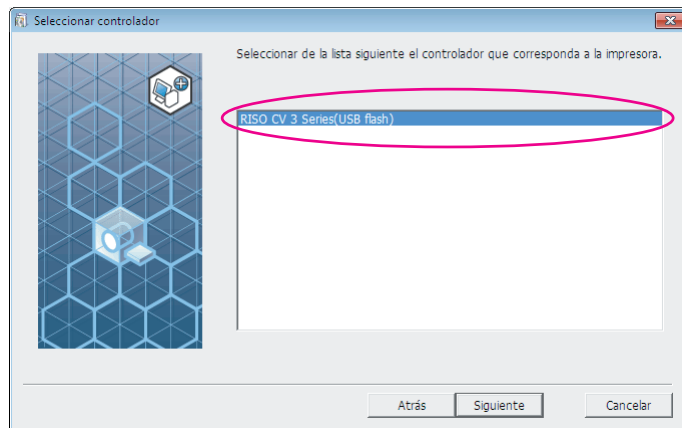 Seleccionar controlador
Seleccionar de la lista siguiente el controlador que corresponda a la impresora.
RISO CV 3 Series(USB flash)
Atrás
Siguiente
Cancelar